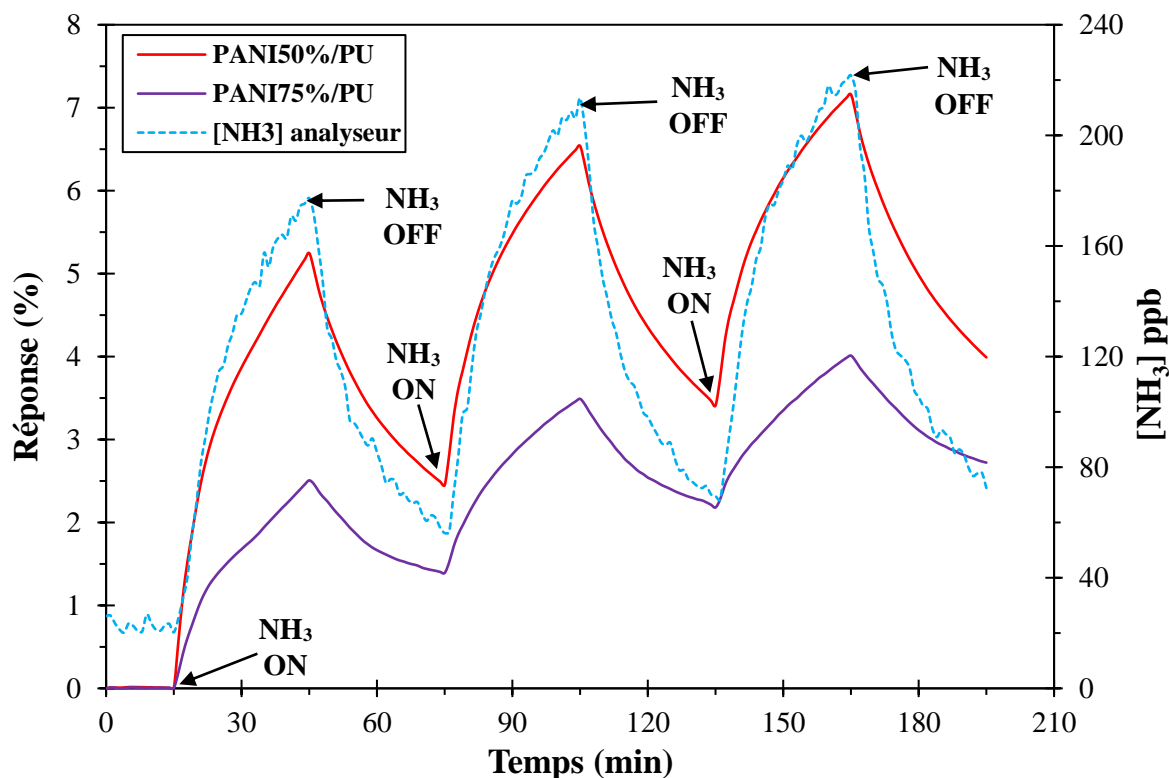 PANI50%/PU
PANI75%/PU
[NH3] analyseur
Réponse (%)
8
7
6
5
4
3
2
1
0
NH₃
ON
NH₃
OFF
NH₃
ON
NH₃
OFF
NH₃
ON
NH₃
OFF
240
200
160
120
80
40
0
[NH₃] ppb
0 30 60 90 120 150 180 210
Temps (min)